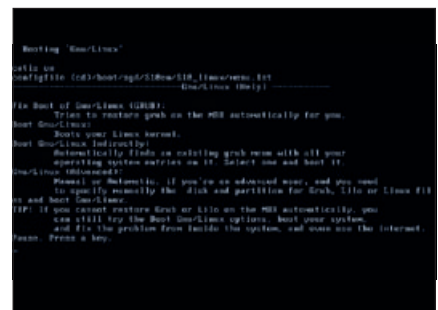 Booting 'Gnu/Linux'
catle on
configfile (cd)/boot/sgd/SGDcm/SGD_linux/menu.lst
Gnu/Linux (Help)
Fix Boot of Gnu/Linux (GRUB):
Tries to restore grub on the MBR automatically for you.
Boot Gnu/Linux:
Boots your Linux kernel.
Boot Gnu/Linux Indirectly:
Automatically finds an existing grub menu with all your
operating system entries on it. Select one and boot it.
Gnu/Linux (Advanced):
Manual or Automatic, if you're an advanced user, and you need
to specify manually the disk and partition for Grub, Lilo or Linux fil
es and boot Gnu/Linux.
TIP! If you cannot restore Grub or Lilo on the MBR automatically, you
can still try the Boot Gnu/Linux options, boot your system,
and fix the problem from inside the system, and even use the internet.
Pause. Press a key.